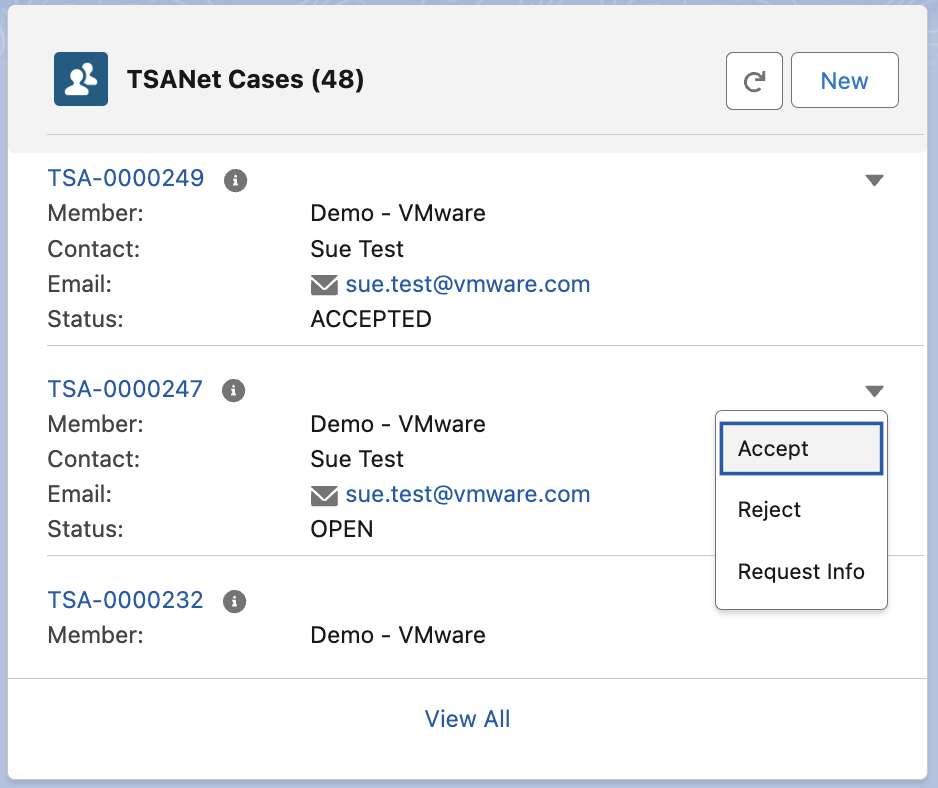 TSANet Cases (48)
New
TSA-0000249
Member: Demo - VMware
Contact: Sue Test
Email: sue.test@vmware.com
Status: ACCEPTED
TSA-0000247
Member: Demo - VMware
Contact: Sue Test
Email: sue.test@vmware.com
Status: OPEN
Accept
Reject
Request Info
TSA-0000232
Member: Demo - VMware
View All